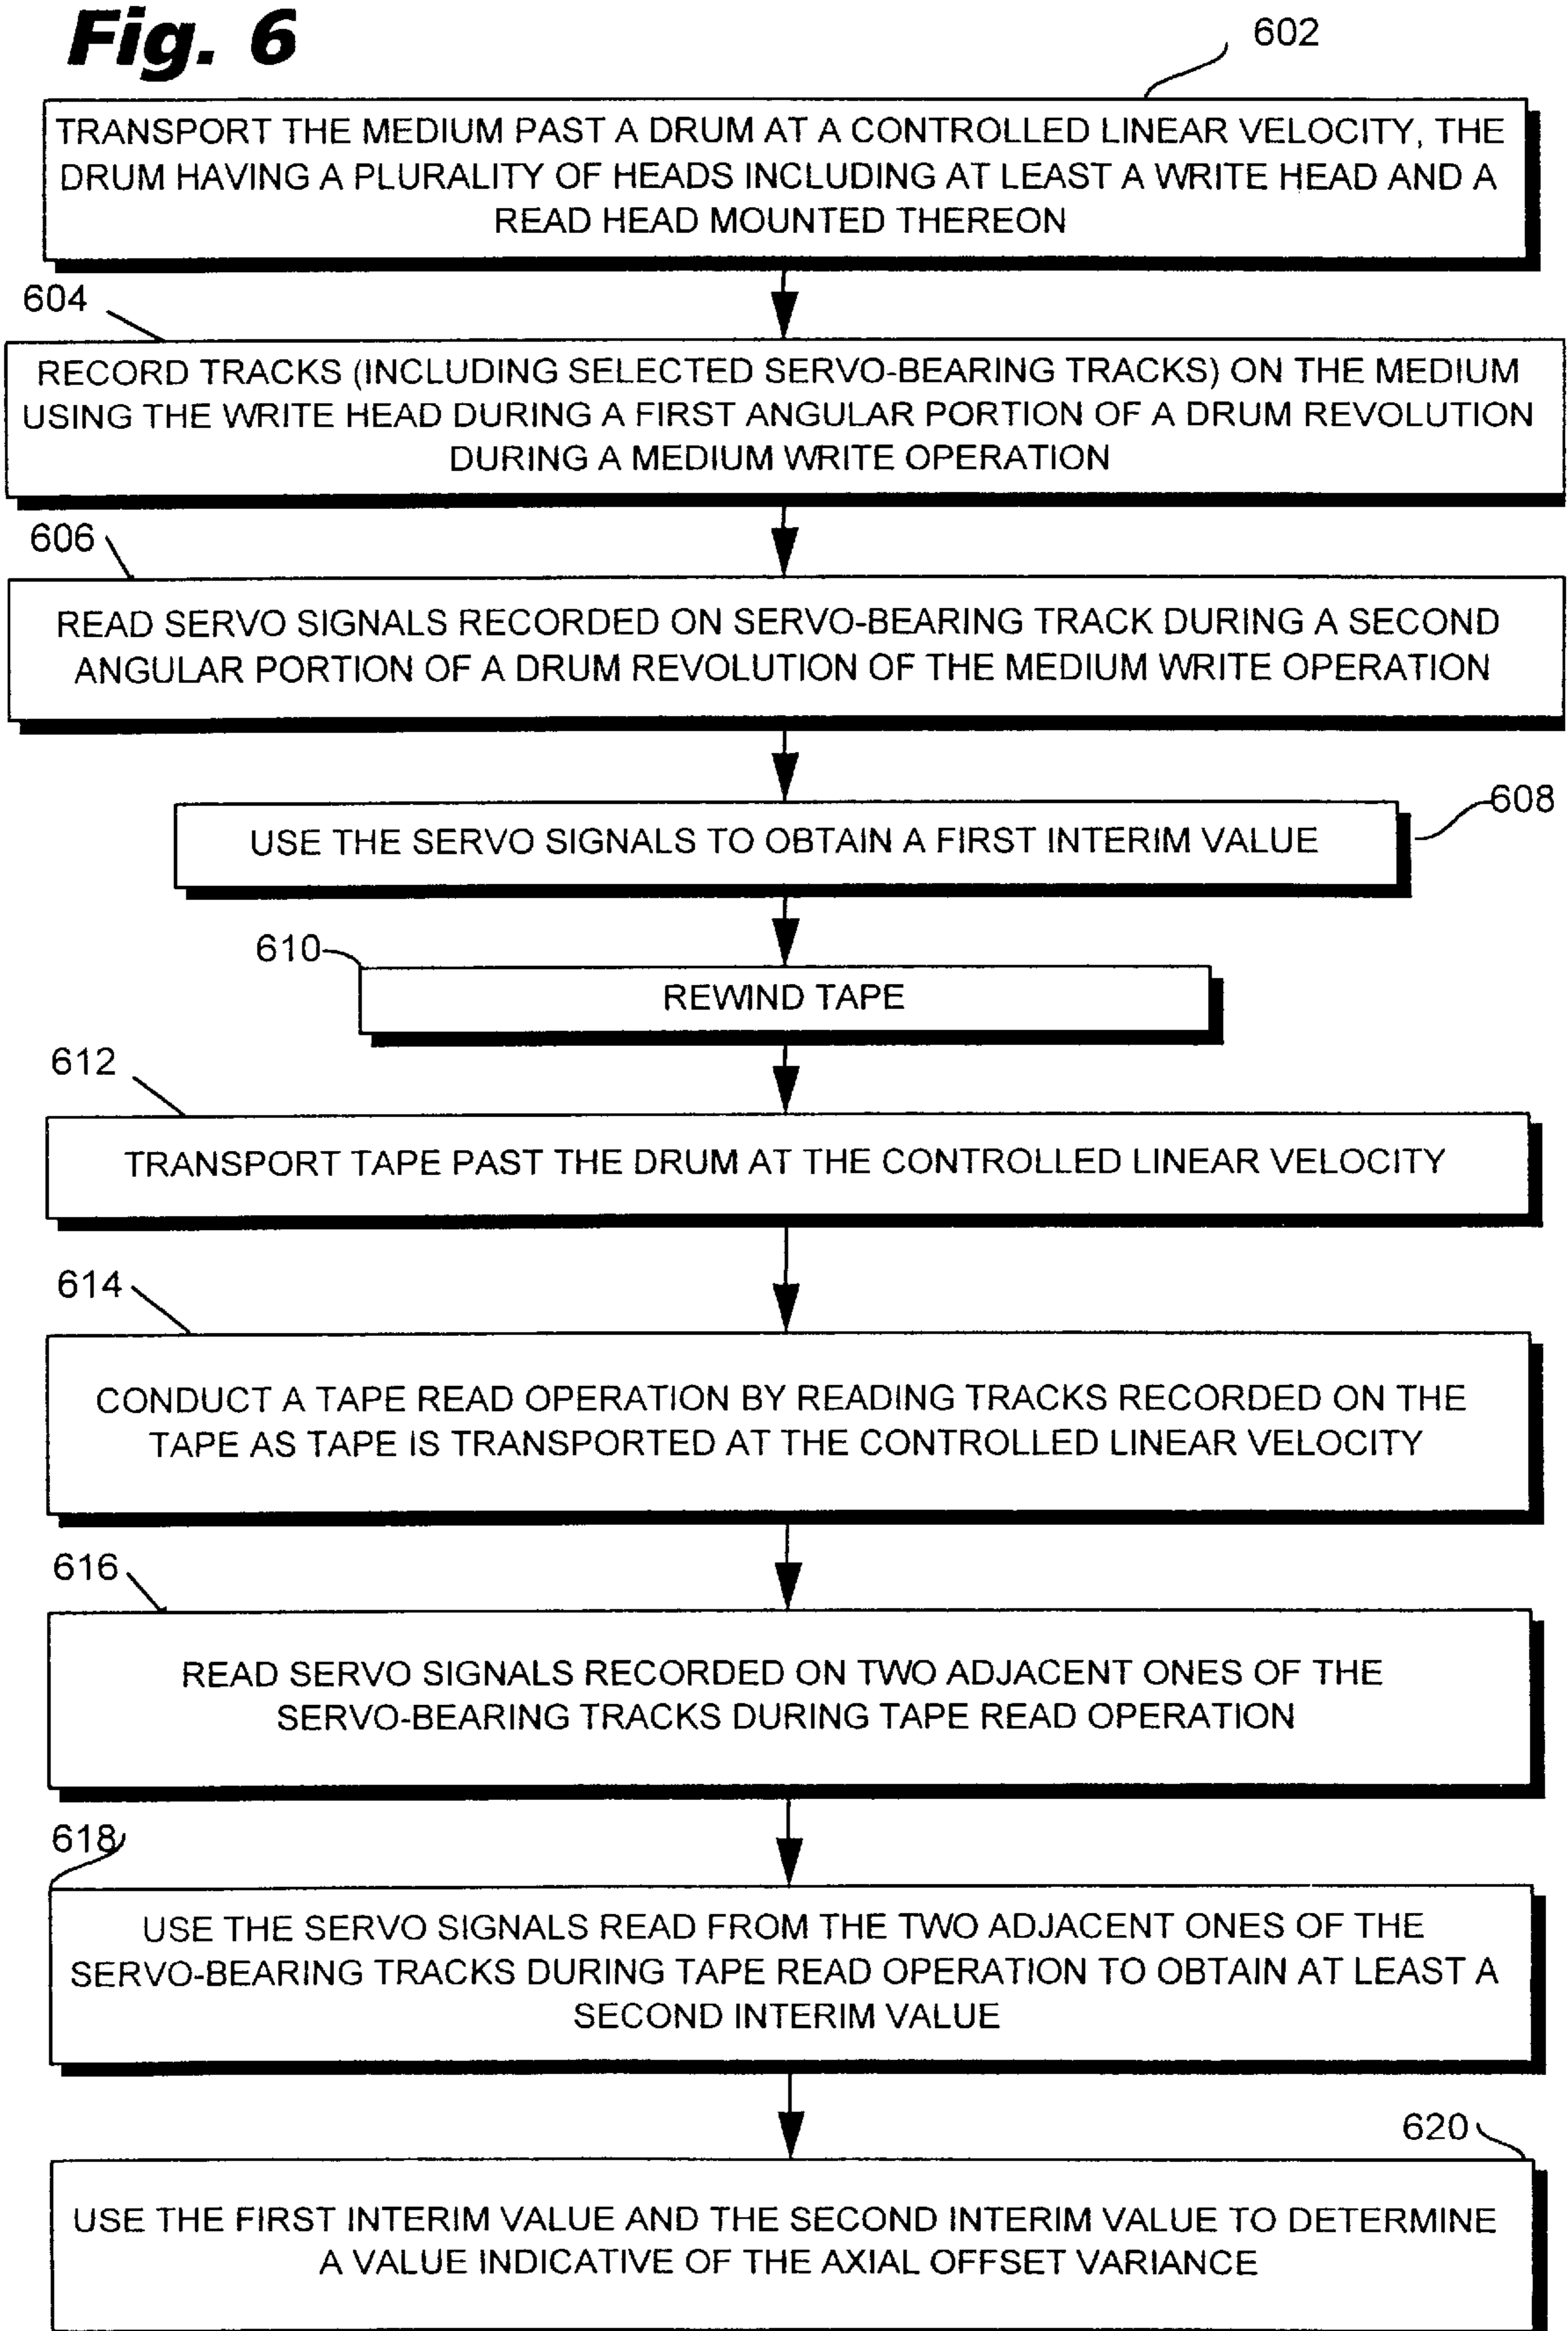 Fig. 6
602
TRANSPORT THE MEDIUM PAST A DRUM AT A CONTROLLED LINEAR VELOCITY, THE
DRUM HAVING A PLURALITY OF HEADS INCLUDING AT LEAST A WRITE HEAD AND A
READ HEAD MOUNTED THEREON
604
RECORD TRACKS (INCLUDING SELECTED SERVO-BEARING TRACKS) ON THE MEDIUM
USING THE WRITE HEAD DURING A FIRST ANGULAR PORTION OF A DRUM REVOLUTION
DURING A MEDIUM WRITE OPERATION
606
READ SERVO SIGNALS RECORDED ON SERVO-BEARING TRACK DURING A SECOND
ANGULAR PORTION OF A DRUM REVOLUTION OF THE MEDIUM WRITE OPERATION
608
USE THE SERVO SIGNALS TO OBTAIN A FIRST INTERIM VALUE
610
REWIND TAPE
612
TRANSPORT TAPE PAST THE DRUM AT THE CONTROLLED LINEAR VELOCITY
614
CONDUCT A TAPE READ OPERATION BY READING TRACKS RECORDED ON THE
TAPE AS TAPE IS TRANSPORTED AT THE CONTROLLED LINEAR VELOCITY
616
READ SERVO SIGNALS RECORDED ON TWO ADJACENT ONES OF THE
SERVO-BEARING TRACKS DURING TAPE READ OPERATION
618
USE THE SERVO SIGNALS READ FROM THE TWO ADJACENT ONES OF THE
SERVO-BEARING TRACKS DURING TAPE READ OPERATION TO OBTAIN AT LEAST A
SECOND INTERIM VALUE
620
USE THE FIRST INTERIM VALUE AND THE SECOND INTERIM VALUE TO DETERMINE
A VALUE INDICATIVE OF THE AXIAL OFFSET VARIANCE